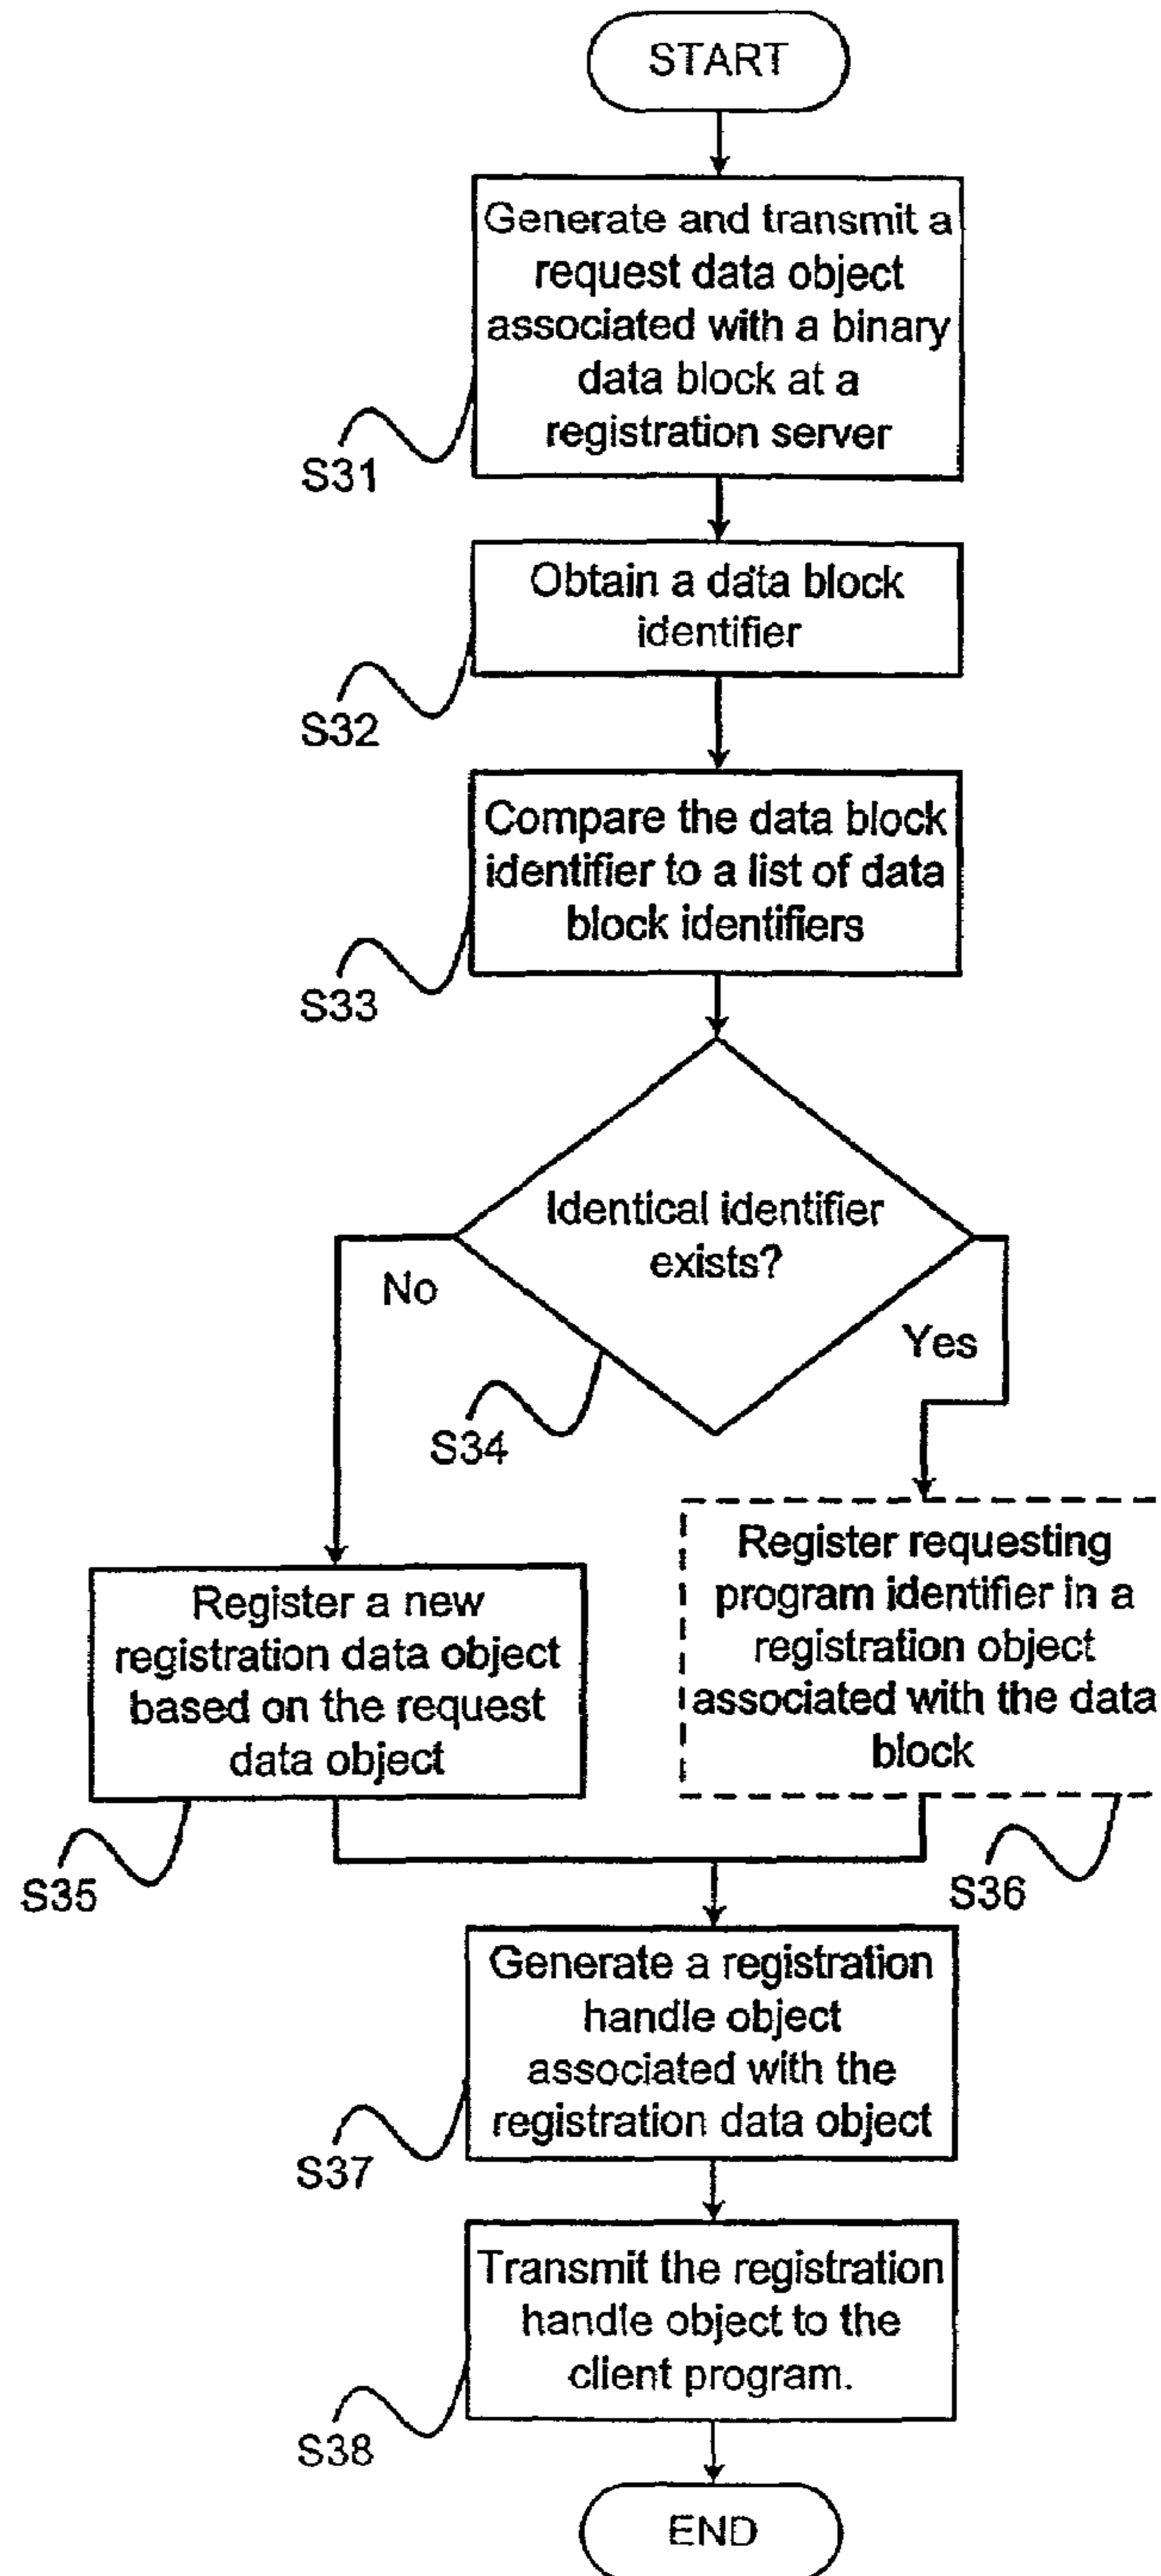 START
Generate and transmit a
request data object
associated with a binary
data block at a
registration server
S31
Obtain a data block
identifier
S32
Compare the data block
identifier to a list of data
block identifiers
S33
Identical identifier
exists?
No
Yes
S34
Register a new
registration data object
based on the request
data object
S35
Register requesting
program identifier in a
registration object
associated with the data
block
S36
Generate a registration
handle object
associated with the
registration data object
S37
Transmit the registration
handle object to the
client program.
S38
END